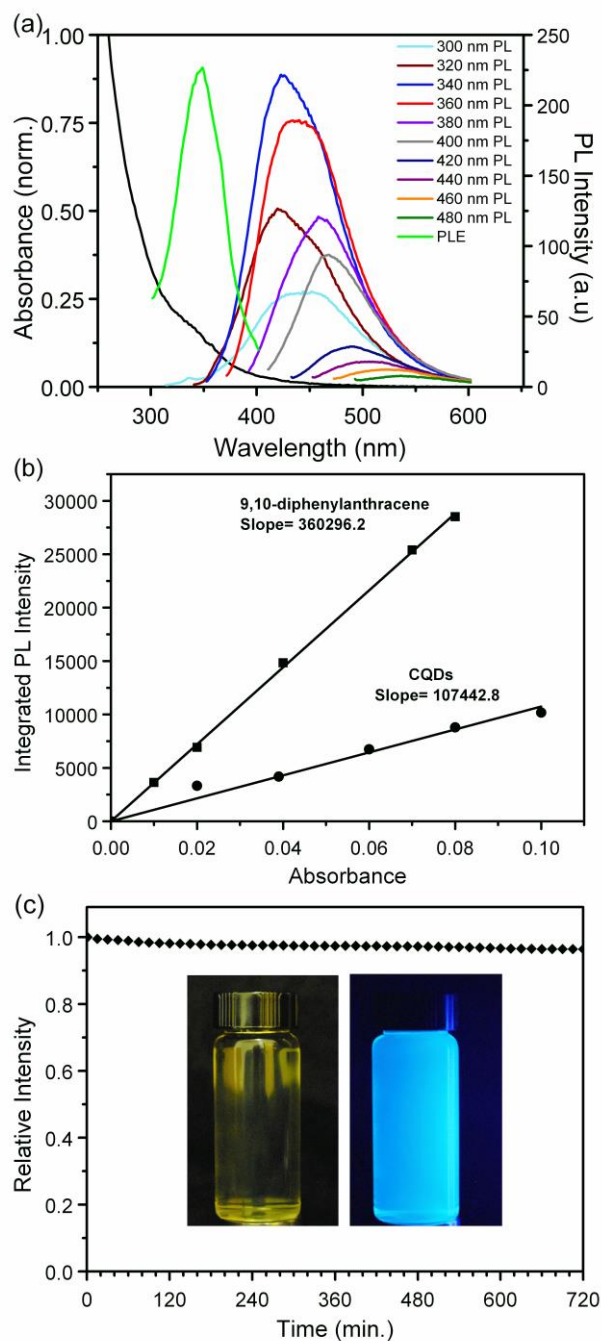 (a)
1.00
0.75
0.50
0.25
0.00
Absorbance (norm.)
300
400
500
600
Wavelength (nm)
250
200
150
100
50
0
PL Intensity (a.u)
300 nm PL
320 nm PL
340 nm PL
360 nm PL
380 nm PL
400 nm PL
420 nm PL
440 nm PL
460 nm PL
480 nm PL
PLE
(b)
30000
25000
20000
15000
10000
5000
0
Integrated PL Intensity
9,10-diphenylanthracene
Slope= 360296.2
CQDs
Slope= 107442.8
0.00
0.02
0.04
0.06
0.08
0.10
Absorbance
(c)
1.0
0.8
0.6
0.4
0.2
0.0
Relative Intensity
0
120
240
360
480
600
720
Time (min.)